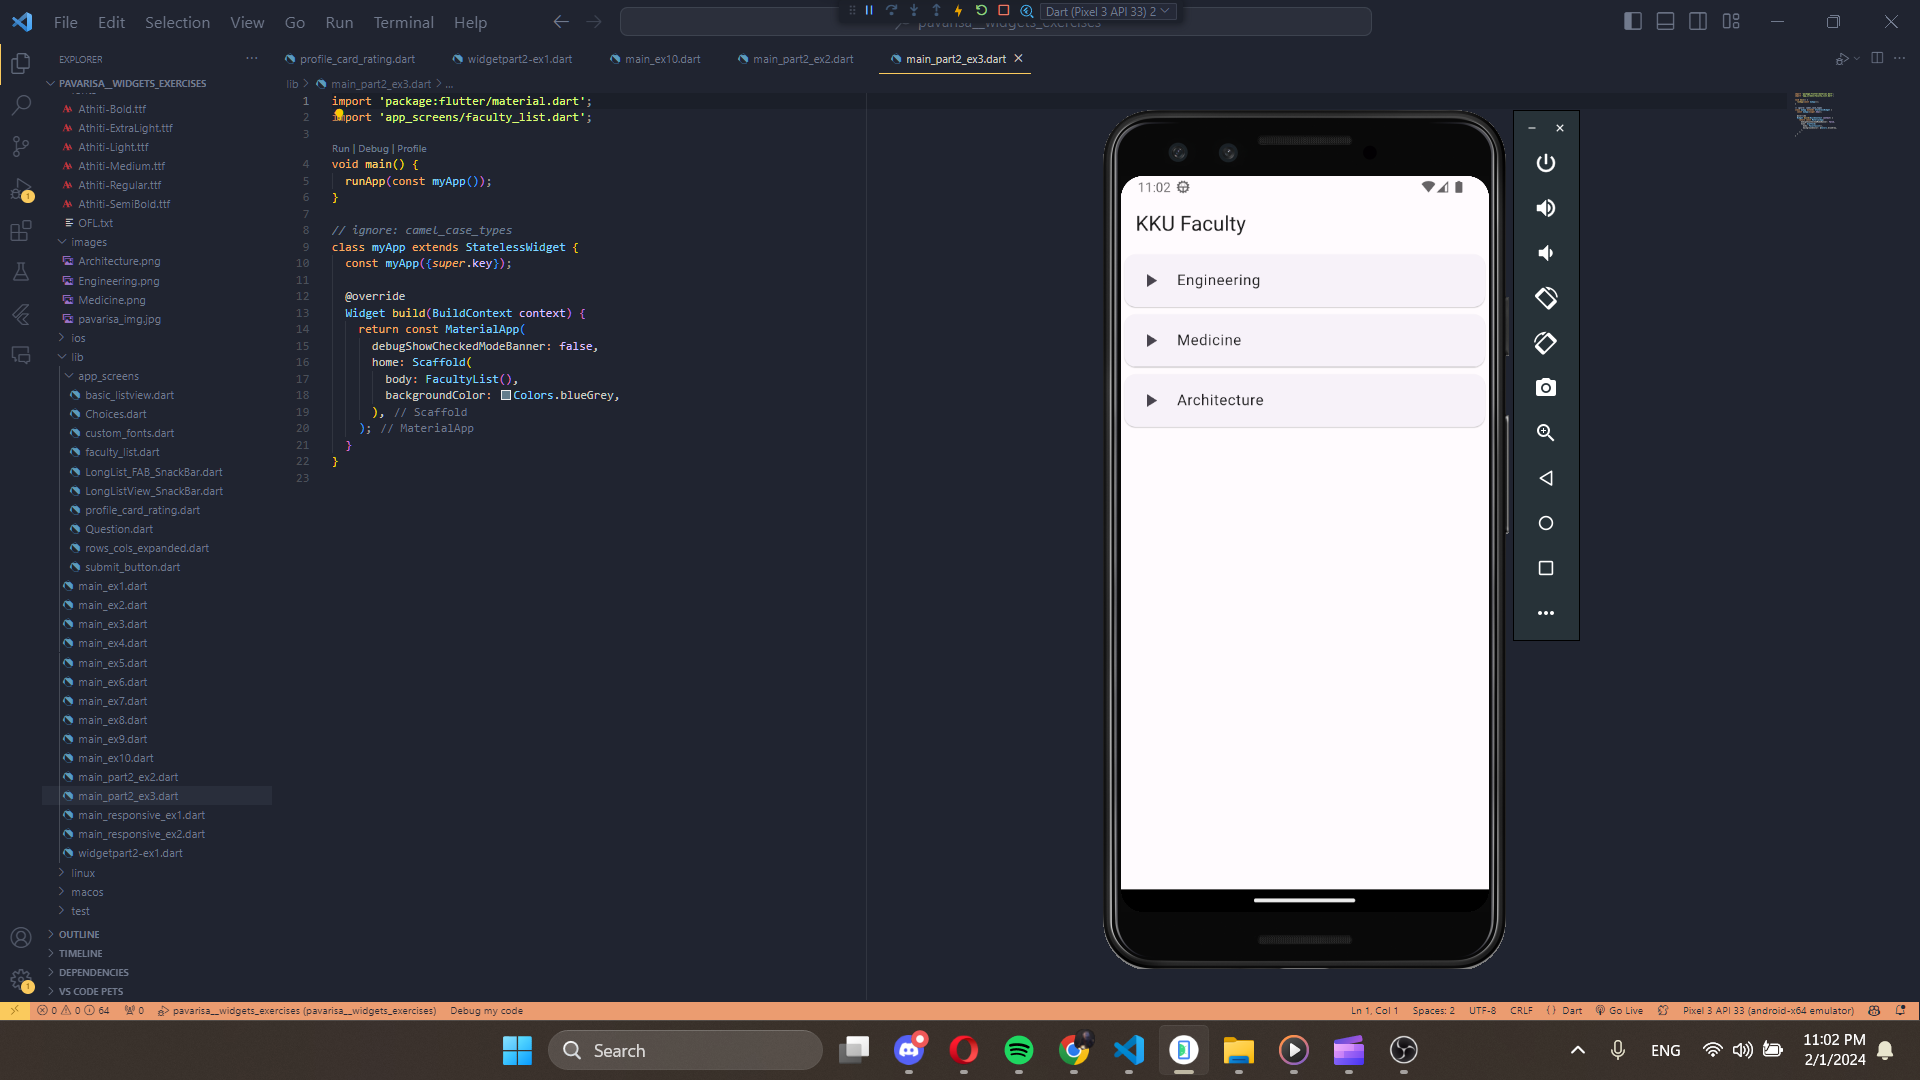 File Edit Selection View Go Run Terminal Help
Dart (Pixel 3 API 33) 2
pavarisa__widgets_exercises
EXPLORER
profile_card_rating.dart
widgetpart2-ex1.dart
main_ex10.dart
main_part2_ex2.dart
main_part2_ex3.dart
PAVARISA__WIDGETS_EXERCISES
Athiti-Bold.ttf
Athiti-ExtraLight.ttf
Athiti-Light.ttf
Athiti-Medium.ttf
Athiti-Regular.ttf
Athiti-SemiBold.ttf
OFL.txt
images
Architecture.png
Engineering.png
Medicine.png
pavarisa_img.jpg
ios
lib
app_screens
basic_listview.dart
Choices.dart
custom_fonts.dart
faculty_list.dart
LongList_FAB_SnackBar.dart
LongListView_SnackBar.dart
profile_card_rating.dart
Question.dart
rows_cols_expanded.dart
submit_button.dart
main_ex1.dart
main_ex2.dart
main_ex3.dart
main_ex4.dart
main_ex5.dart
main_ex6.dart
main_ex7.dart
main_ex8.dart
main_ex9.dart
main_ex10.dart
main_part2_ex2.dart
main_part2_ex3.dart
main_responsive_ex1.dart
main_responsive_ex2.dart
widgetpart2-ex1.dart
linux
macos
test
OUTLINE
TIMELINE
DEPENDENCIES
VS CODE PETS
lib > main_part2_ex3.dart > ...
1 import 'package:flutter/material.dart';
2 import 'app_screens/faculty_list.dart';
3
Run | Debug | Profile
4 void main() {
5 runApp(const myApp());
6 }
7
8 // ignore: camel_case_types
9 class myApp extends StatelessWidget {
10 const myApp({super.key});
11
12 @override
13 Widget build(BuildContext context) {
14 return const MaterialApp(
15 debugShowCheckedModeBanner: false,
16 home: Scaffold(
17 body: FacultyList(),
18 backgroundColor: Colors.blueGrey,
19 ), // Scaffold
20 ); // MaterialApp
21 }
22 }
23
11:02
KKU Faculty
Engineering
Medicine
Architecture
0 0 64 0 pavarisa__widgets_exercises (pavarisa__widgets_exercises) Debug my code
Ln 1, Col 1 Spaces: 2 UTF-8 CRLF {} Dart Go Live Pixel 3 API 33 (android-x64 emulator)
Search
ENG
11:02 PM
2/1/2024